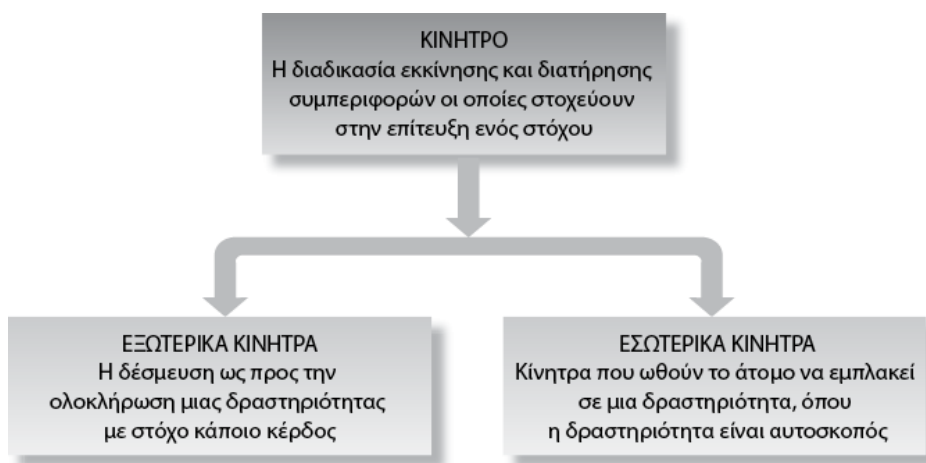 ΚΙΝΗΤΡΟ
Η διαδικασία εκκίνησης και διατήρησης
συμπεριφορών οι οποίες στοχεύουν
στην επίτευξη ενός στόχου
ΕΞΩΤΕΡΙΚΑ ΚΙΝΗΤΡΑ
Η δέσμευση ως προς την
ολοκλήρωση μιας δραστηριότητας
με στόχο κάποιο κέρδος
ΕΣΩΤΕΡΙΚΑ ΚΙΝΗΤΡΑ
Κίνητρα που ωθούν το άτομο να εμπλακεί
σε μια δραστηριότητα, όπου
η δραστηριότητα είναι αυτοσκοπός